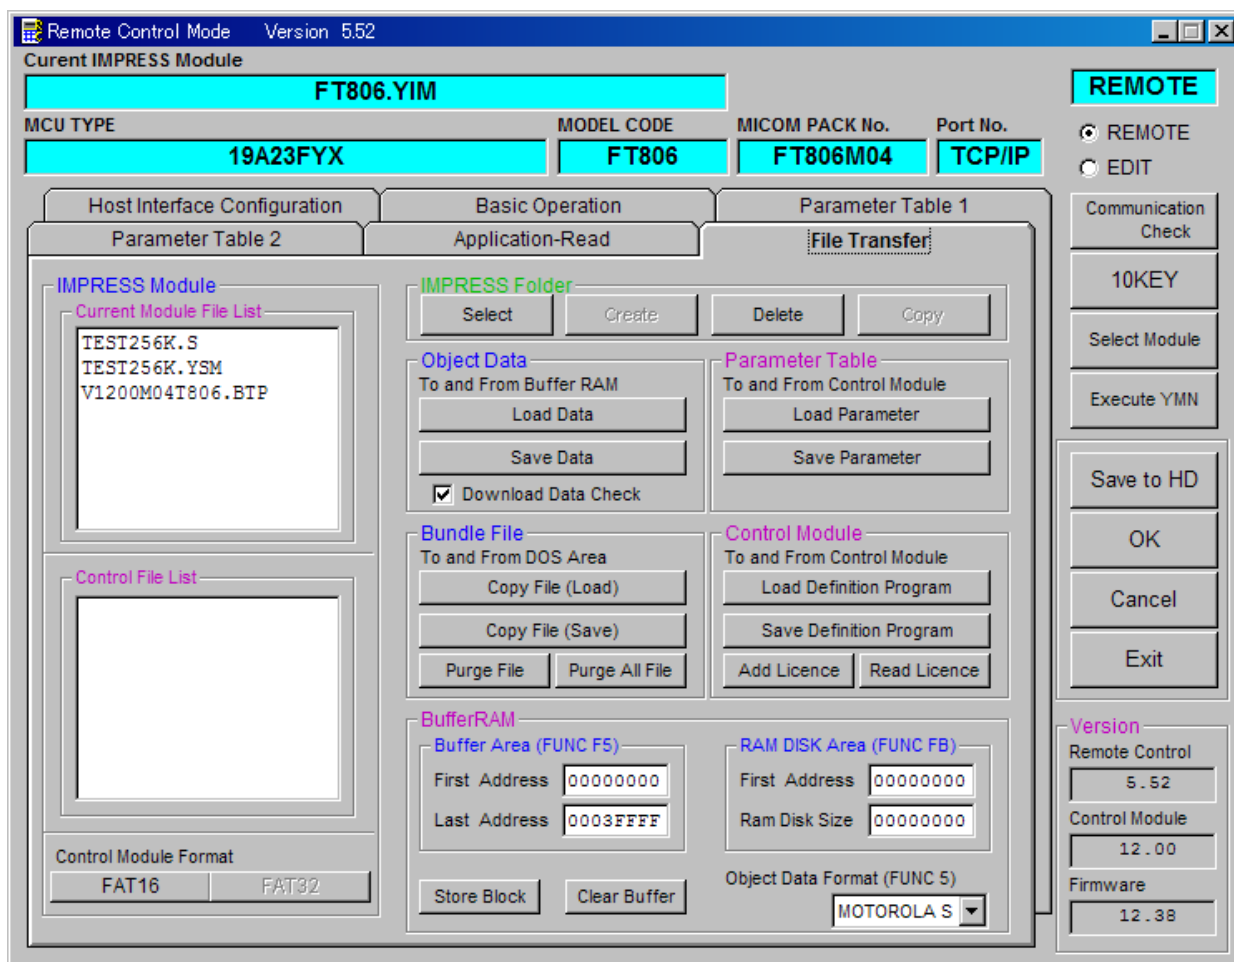 Remote Control Mode Version 5.52
Curent IMPRESS Module
FT806.YIM
REMOTE
MCU TYPE MODEL CODE MICOM PACK No. Port No.
19A23FYX FT806 FT806M04 TCP/IP
REMOTE
EDIT
Host Interface Configuration Basic Operation Parameter Table 1
Parameter Table 2 Application-Read File Transfer
IMPRESS Module
Current Module File List
TEST256K.S
TEST256K.YSM
V1200M04T806.BTP
Control File List
Control Module Format
FAT16 FAT32
IMPRESS Folder
Select Create Delete Copy
Object Data
To and From Buffer RAM
Load Data
Save Data
Download Data Check
Parameter Table
To and From Control Module
Load Parameter
Save Parameter
Bundle File
To and From DOS Area
Copy File (Load)
Copy File (Save)
Purge File Purge All File
Control Module
To and From Control Module
Load Definition Program
Save Definition Program
Add Licence Read Licence
BufferRAM
Buffer Area (FUNC F5)
First Address 00000000
Last Address 0003FFFF
RAM DISK Area (FUNC FB)
First Address 00000000
Ram Disk Size 00000000
Store Block Clear Buffer
Object Data Format (FUNC 5)
MOTOROLA S
Communication
Check
10KEY
Select Module
Execute YMN
Save to HD
OK
Cancel
Exit
Version
Remote Control
5.52
Control Module
12.00
Firmware
12.38